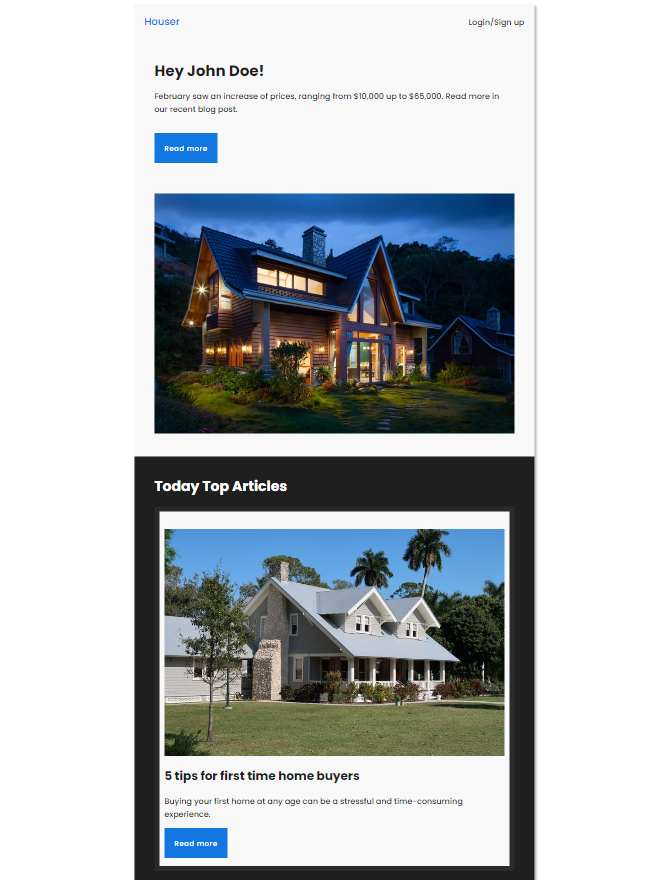 Houser
Login/Sign up
Hey John Doe!
February saw an increase of prices, ranging from $10,000 up to $65,000. Read more in
our recent blog post.
Read more
Today Top Articles
5 tips for first time home buyers
Buying your first home at any age can be a stressful and time-consuming
experience.
Read more